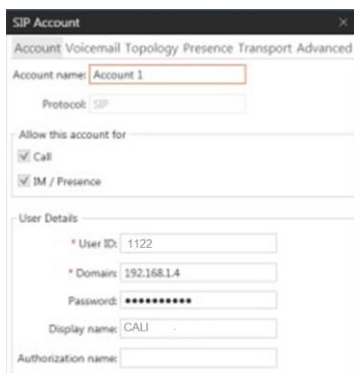 SIP Account
Account Voicemail Topology Presence Transport Advanced
Account name: Account 1
Protocol: SIP
Allow this account for
Call
IM / Presence
User Details
* User ID: 1122
* Domain: 192.168.1.4
Password: ●●●●●●●●●●
Display name: CALI
Authorization name: